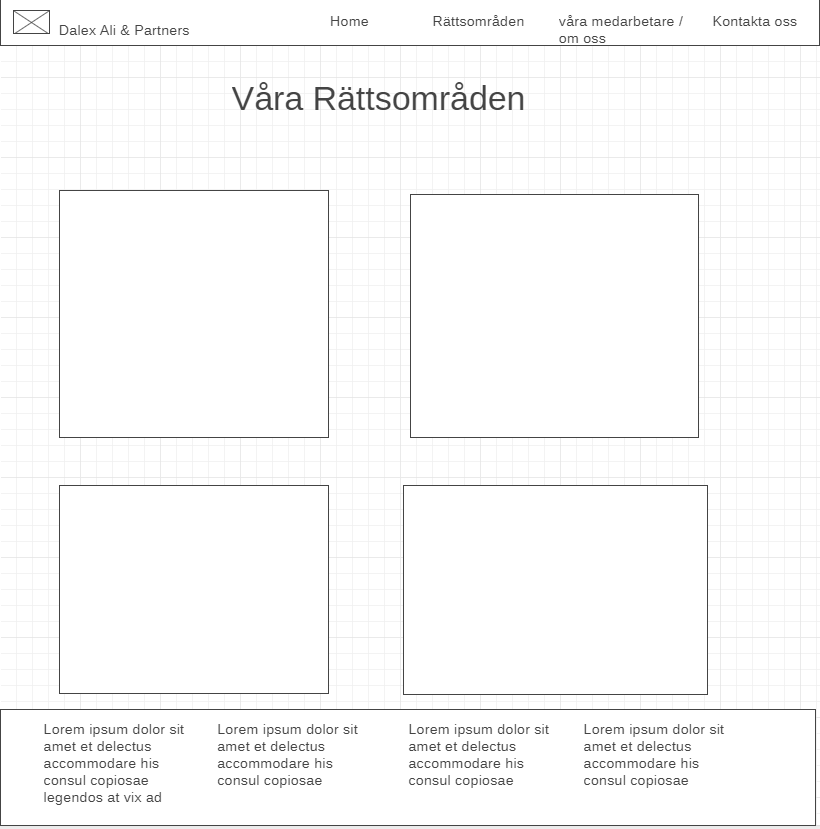 Dalex Ali & Partners
Home
Rättsområden
våra medarbetare /
om oss
Kontakta oss
Våra Rättsområden
Lorem ipsum dolor sit
amet et delectus
accommodare his
consul copiosae
legendos at vix ad
Lorem ipsum dolor sit
amet et delectus
accommodare his
consul copiosae
Lorem ipsum dolor sit
amet et delectus
accommodare his
consul copiosae
Lorem ipsum dolor sit
amet et delectus
accommodare his
consul copiosae